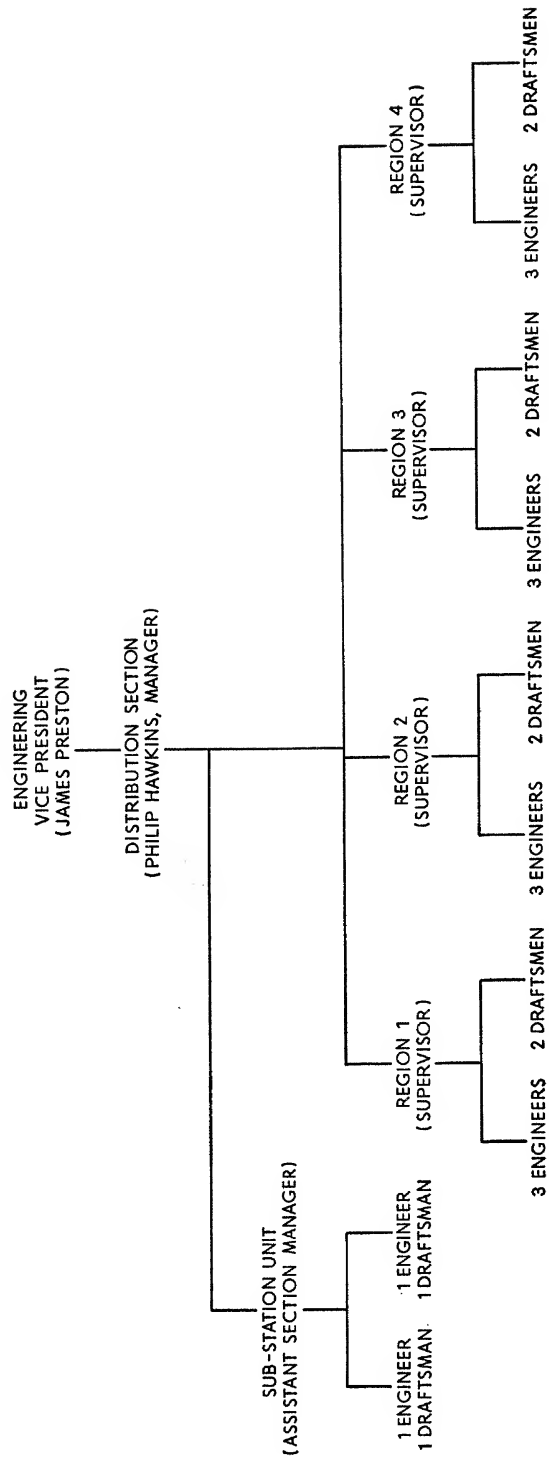 ENGINEERING
VICE PRESIDENT
(JAMES PRESTON)
DISTRIBUTION SECTION
(PHILIP HAWKINS, MANAGER)
SUB-STATION UNIT
(ASSISTANT SECTION MANAGER)
1 ENGINEER
1 DRAFTSMAN
1 ENGINEER
1 DRAFTSMAN
REGION 1
(SUPERVISOR)
3 ENGINEERS 2 DRAFTSMEN
REGION 2
(SUPERVISOR)
3 ENGINEERS 2 DRAFTSMEN
REGION 3
(SUPERVISOR)
3 ENGINEERS 2 DRAFTSMEN
REGION 4
(SUPERVISOR)
3 ENGINEERS 2 DRAFTSMEN